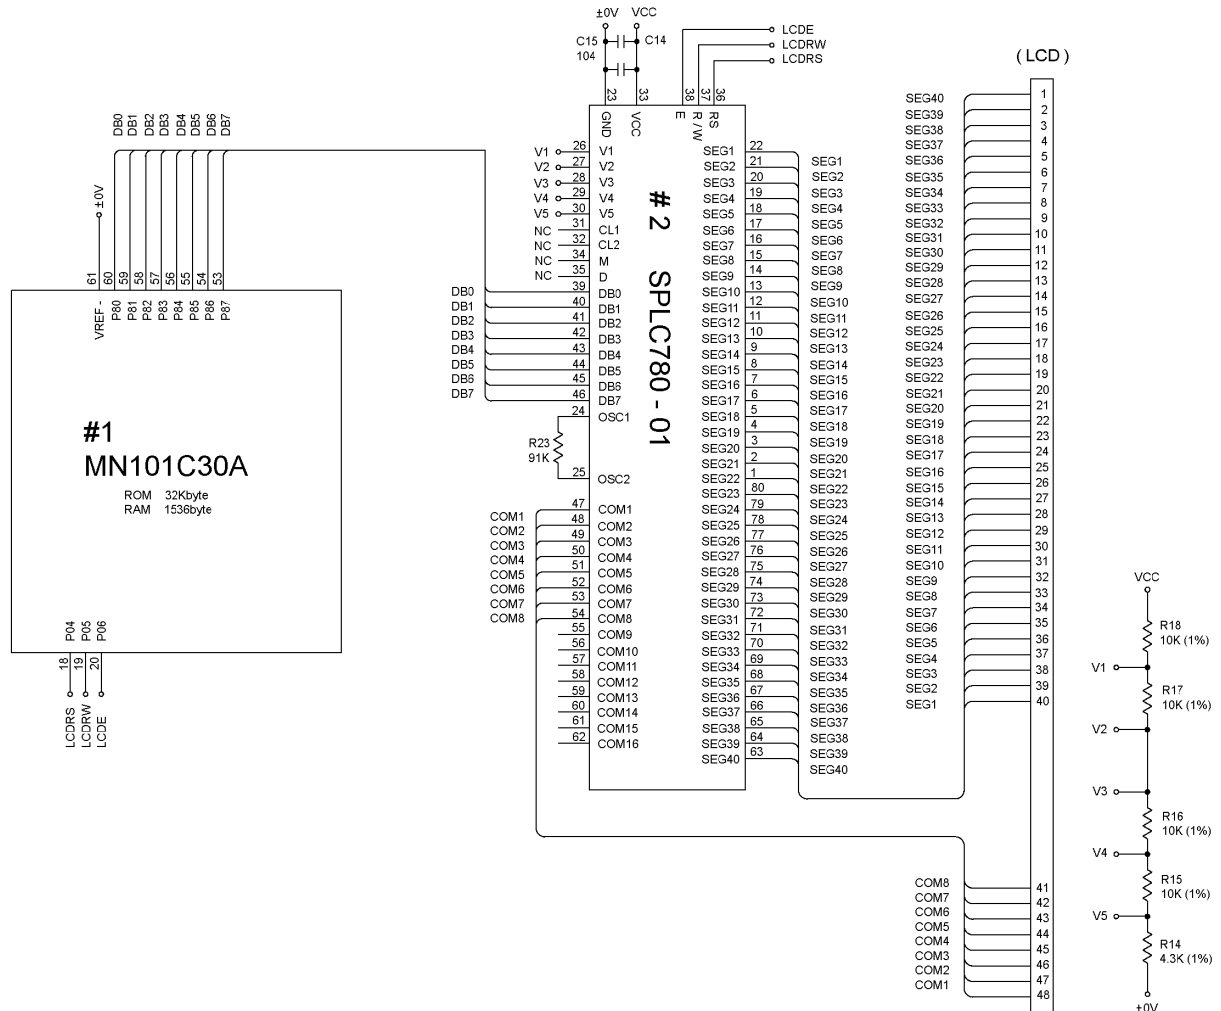 ±0V VCC
C15 C14
104
LCDE
LCDRW
LCDRS
( LCD )
23 33 38 37 36
GND VCC E R / W RS
# 2 SPLC780 - 01
DB0 DB1 DB2 DB3 DB4 DB5 DB6 DB7
±0V
61 60 59 58 57 56 55 54 53
VREF - P80 P81 P82 P83 P84 P85 P86 P87
#1
MN101C30A
ROM 32Kbyte
RAM 1536byte
P04 P05 P06
18 19 20
LCDRS LCDRW LCDE
V1 26 V1
V2 27 V2
V3 28 V3
V4 29 V4
V5 30 V5
NC 31 CL1
NC 32 CL2
NC 34 M
NC 35 D
DB0 39 DB0
DB1 40 DB1
DB2 41 DB2
DB3 42 DB3
DB4 43 DB4
DB5 44 DB5
DB6 45 DB6
DB7 46 DB7
24 OSC1
R23
91K
25 OSC2
COM1 47 COM1
COM2 48 COM2
COM3 49 COM3
COM4 50 COM4
COM5 51 COM5
COM6 52 COM6
COM7 53 COM7
COM8 54 COM8
55 COM9
56 COM10
57 COM11
58 COM12
59 COM13
60 COM14
61 COM15
62 COM16
SEG1 22 SEG1
SEG2 21 SEG2
SEG3 20 SEG3
SEG4 19 SEG4
SEG5 18 SEG5
SEG6 17 SEG6
SEG7 16 SEG7
SEG8 15 SEG8
SEG9 14 SEG9
SEG10 13 SEG10
SEG11 12 SEG11
SEG12 11 SEG12
SEG13 10 SEG13
SEG14 9 SEG14
SEG15 8 SEG15
SEG16 7 SEG16
SEG17 6 SEG17
SEG18 5 SEG18
SEG19 4 SEG19
SEG20 3 SEG20
SEG21 2 SEG21
SEG22 1 SEG22
SEG23 80 SEG23
SEG24 79 SEG24
SEG25 78 SEG25
SEG26 77 SEG26
SEG27 76 SEG27
SEG28 75 SEG28
SEG29 74 SEG29
SEG30 73 SEG30
SEG31 72 SEG31
SEG32 71 SEG32
SEG33 70 SEG33
SEG34 69 SEG34
SEG35 68 SEG35
SEG36 67 SEG36
SEG37 66 SEG37
SEG38 65 SEG38
SEG39 64 SEG39
SEG40 63 SEG40
SEG40 1
SEG39 2
SEG38 3
SEG37 4
SEG36 5
SEG35 6
SEG34 7
SEG33 8
SEG32 9
SEG31 10
SEG30 11
SEG29 12
SEG28 13
SEG27 14
SEG26 15
SEG25 16
SEG24 17
SEG23 18
SEG22 19
SEG21 20
SEG20 21
SEG19 22
SEG18 23
SEG17 24
SEG16 25
SEG15 26
SEG14 27
SEG13 28
SEG12 29
SEG11 30
SEG10 31
SEG9 32
SEG8 33
SEG7 34
SEG6 35
SEG5 36
SEG4 37
SEG3 38
SEG2 39
SEG1 40
COM8 41
COM7 42
COM6 43
COM5 44
COM4 45
COM3 46
COM2 47
COM1 48
VCC
R18
10K (1%)
V1
R17
10K (1%)
V2
V3
R16
10K (1%)
V4
R15
10K (1%)
V5
R14
4.3K (1%)
±0V